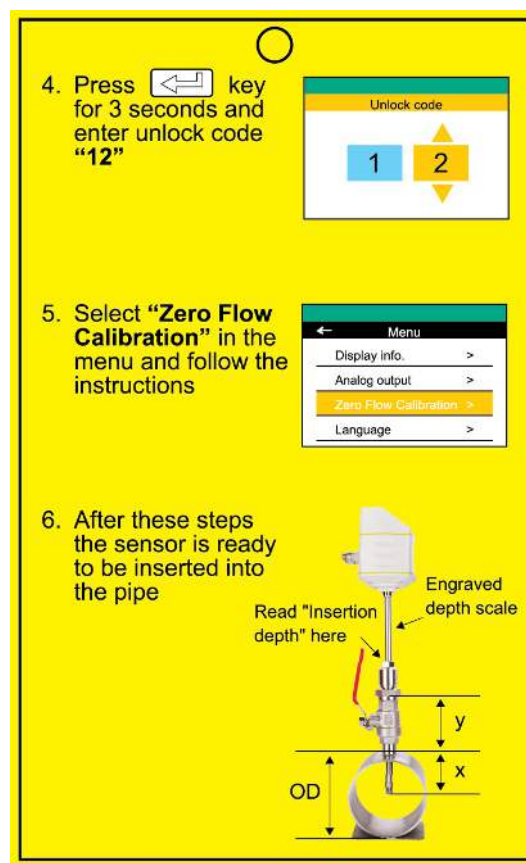 4. Press key
for 3 seconds and
enter unlock code
“12”
Unlock code
1 2
5. Select “Zero Flow
Calibration” in the
menu and follow the
instructions
← Menu
Display info. >
Analog output >
Zero Flow Calibration >
Language >
6. After these steps
the sensor is ready
to be inserted into
the pipe
Engraved
depth scale
Read "Insertion
depth" here
y
x
OD